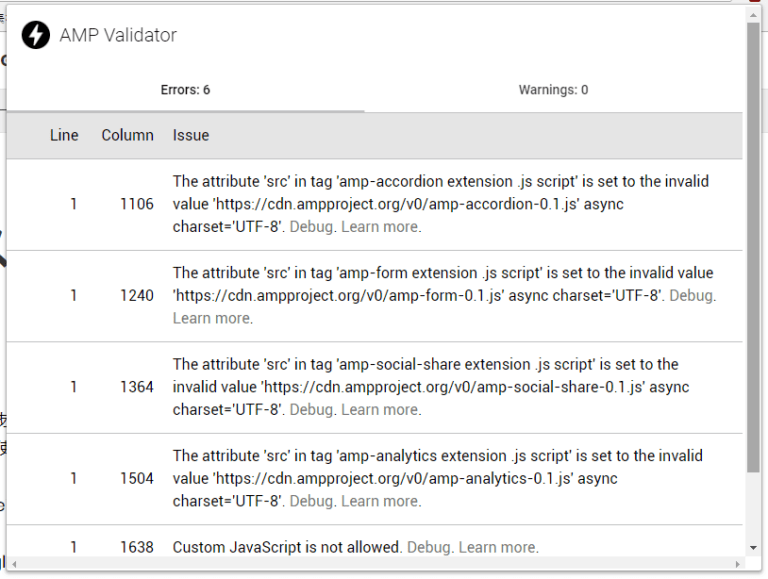 AMP Validator
Errors: 6
Warnings: 0
Line Column Issue
The attribute 'src' in tag 'amp-accordion extension .js script' is set to the invalid
1 1106 value 'https://cdn.ampproject.org/v0/amp-accordion-0.1.js' async
charset='UTF-8'. Debug. Learn more.
The attribute 'src' in tag 'amp-form extension .js script' is set to the invalid value
1 1240 'https://cdn.ampproject.org/v0/amp-form-0.1.js' async charset='UTF-8'. Debug.
Learn more.
The attribute 'src' in tag 'amp-social-share extension .js script' is set to the
1 1364 invalid value 'https://cdn.ampproject.org/v0/amp-social-share-0.1.js' async
charset='UTF-8'. Debug. Learn more.
The attribute 'src' in tag 'amp-analytics extension .js script' is set to the invalid
1 1504 value 'https://cdn.ampproject.org/v0/amp-analytics-0.1.js' async
charset='UTF-8'. Debug. Learn more.
1 1638 Custom JavaScript is not allowed. Debug. Learn more.